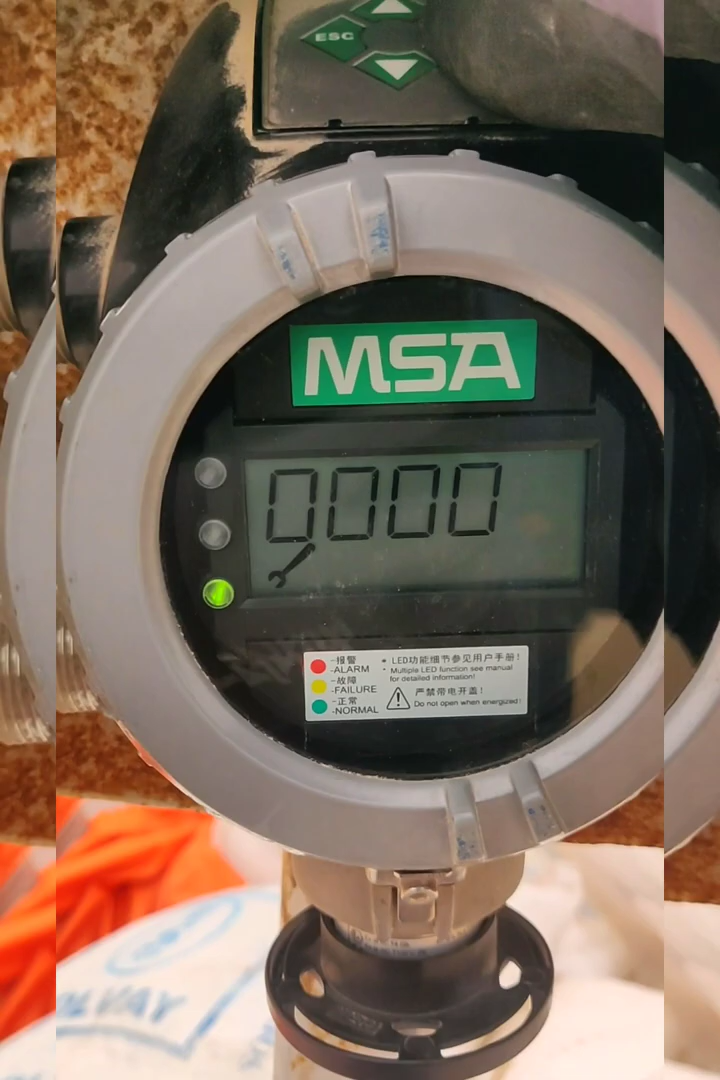 ESC
MSA
0000
-报警
-ALARM
-故障
-FAILURE
-正常
-NORMAL
* LED功能细节参见用户手册!
* Multiple LED function see manual
for detailed information!
严禁带电开盖!
Do not open when energized!